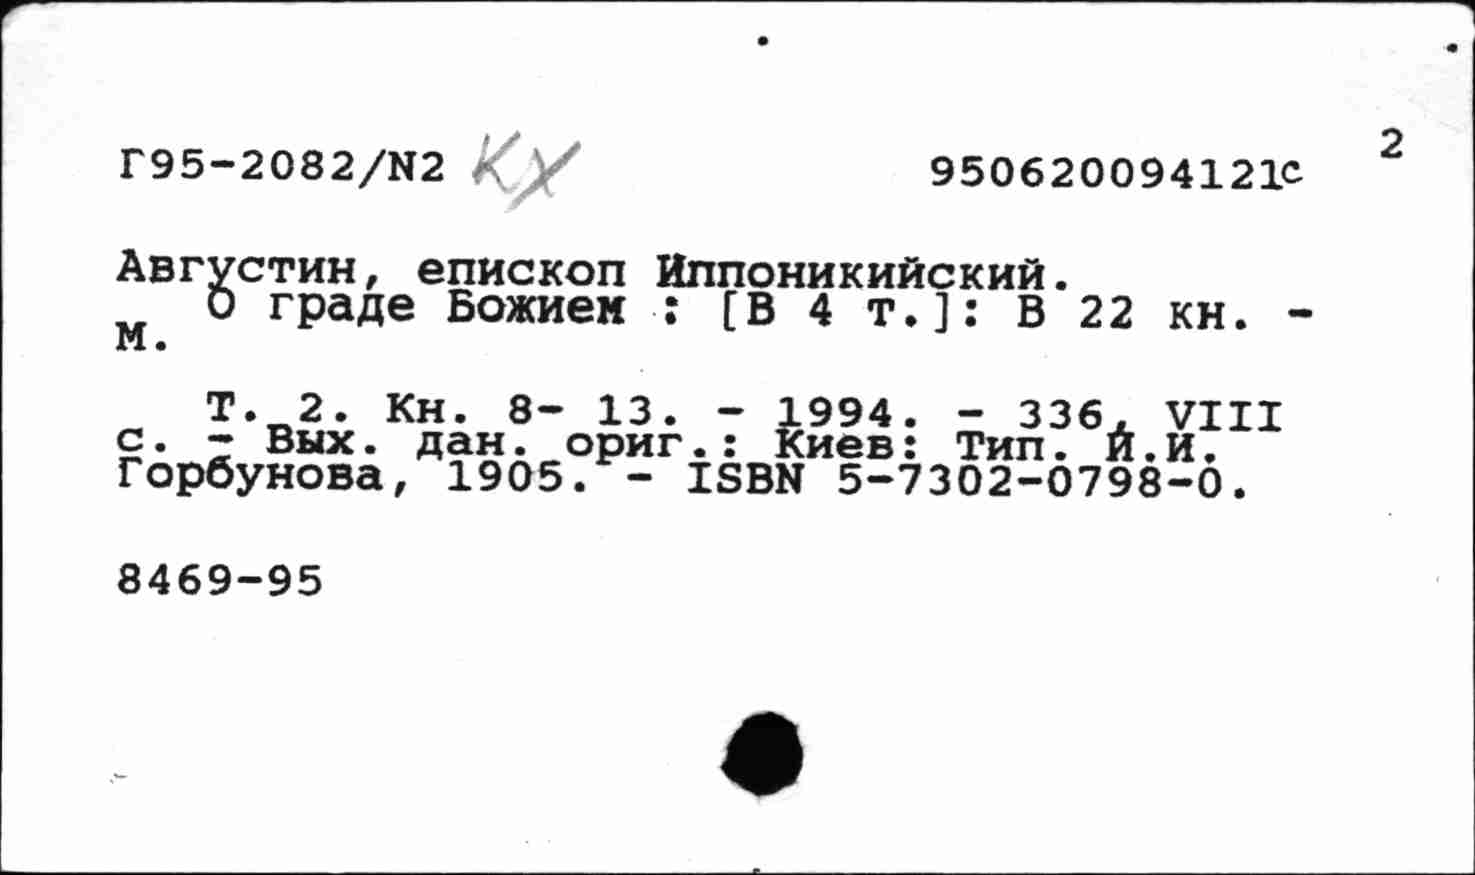 2
Г95-2082/N2 КХ 950620094121с
Августин, епископ Иппоникийский.
О граде Божием : [В 4 т.]: В 22 кн. -
М.
Т. 2. Кн. 8- 13. - 1994. - 336, VIII
с. - Вых. дан. ориг.: Киев: Тип. И.И.
Горбунова, 1905. - ISBN 5-7302-0798-0.
8469-95